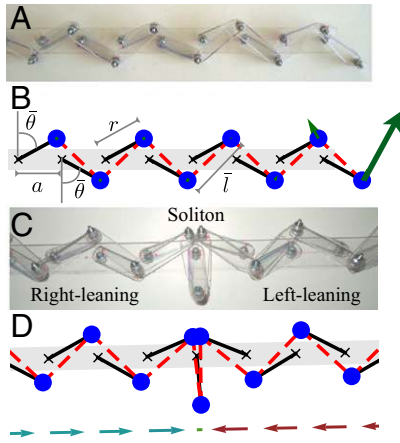 A
B
θ̄
r
a
θ̄
l̄
C
Soliton
Right-leaning
Left-leaning
D